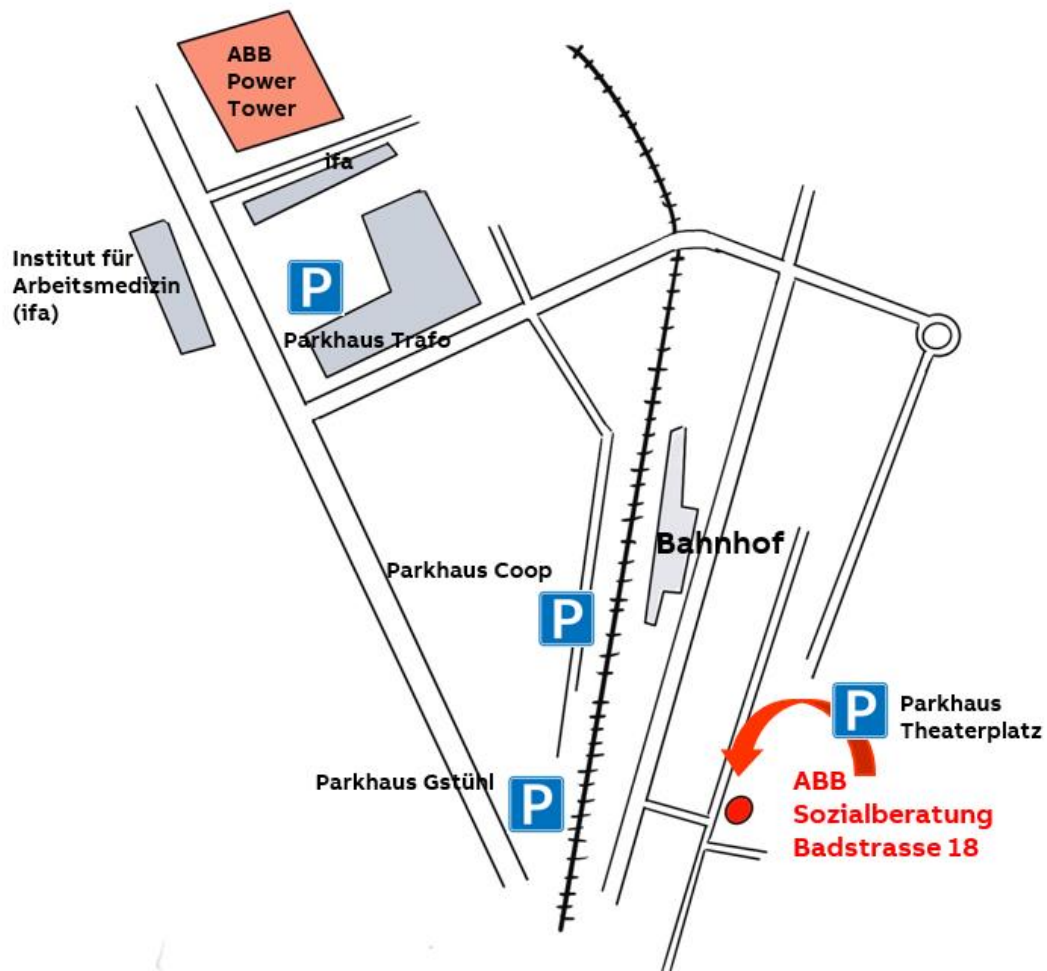 ABB
Power
Tower
ifa
Institut für
Arbeitsmedizin
(ifa)
P
Parkhaus Trafo
Bahnhof
Parkhaus Coop
P
P
Parkhaus
Theaterplatz
Parkhaus Gstühl
P
ABB
Sozialberatung
Badstrasse 18